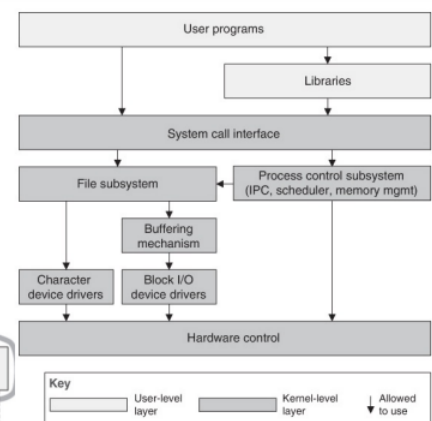 User programs
Libraries
System call interface
File subsystem
Process control subsystem
(IPC, scheduler, memory mgmt)
Buffering
mechanism
Character
device drivers
Block I/O
device drivers
Hardware control
Key
User-level
layer
Kernel-level
layer
Allowed
to use